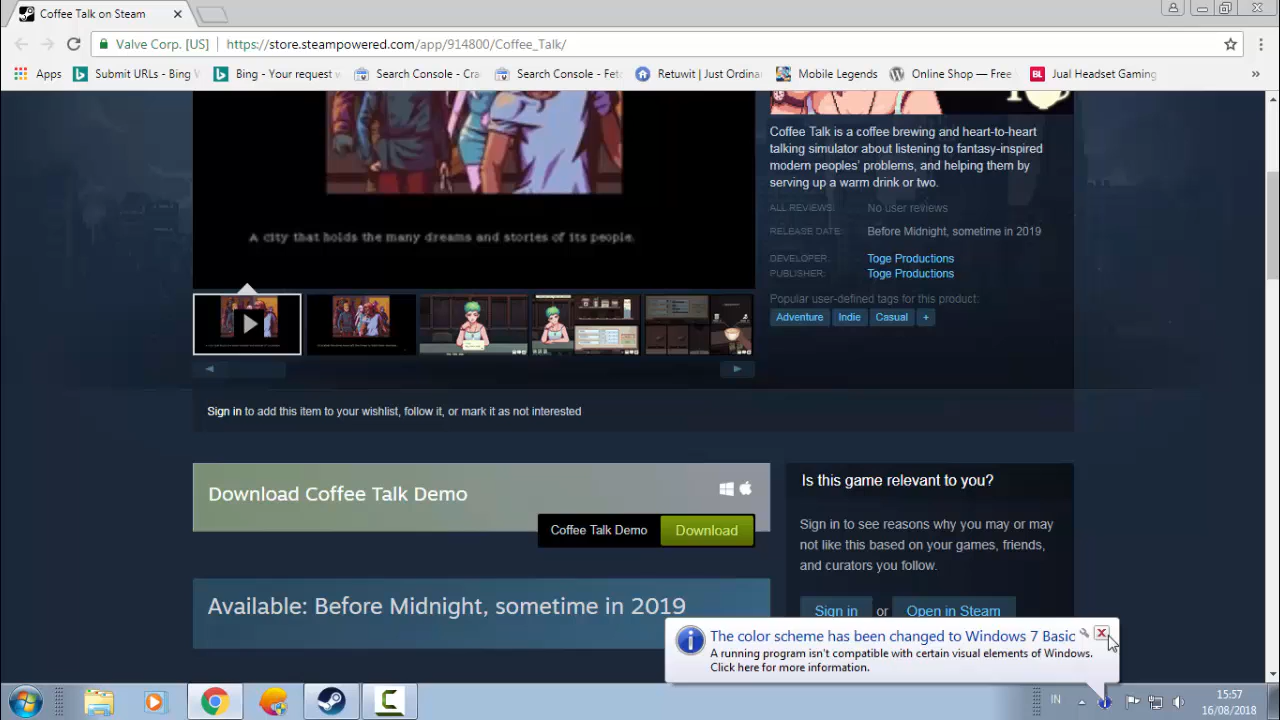 Coffee Talk on Steam
Valve Corp. [US] https://store.steampowered.com/app/914800/Coffee_Talk/
Apps Submit URLs - Bing Bing - Your request Search Console - Cra Search Console - Fet Retuwit | Just Ordina Mobile Legends Online Shop — Free BL Jual Headset Gaming »
Coffee Talk is a coffee brewing and heart-to-heart
talking simulator about listening to fantasy-inspired
modern peoples' problems, and helping them by
serving up a warm drink or two.
ALL REVIEWS: No user reviews
RELEASE DATE: Before Midnight, sometime in 2019
DEVELOPER: Toge Productions
PUBLISHER: Toge Productions
Popular user-defined tags for this product:
Adventure Indie Casual +
A city that holds the many dreams and stories of its people.
Sign in to add this item to your wishlist, follow it, or mark it as not interested
Download Coffee Talk Demo
Coffee Talk Demo Download
Available: Before Midnight, sometime in 2019
Is this game relevant to you?
Sign in to see reasons why you may or may
not like this based on your games, friends,
and curators you follow.
Sign in or Open in Steam
The color scheme has been changed to Windows 7 Basic
A running program isn't compatible with certain visual elements of Windows.
Click here for more information.
IN
15:57
16/08/2018